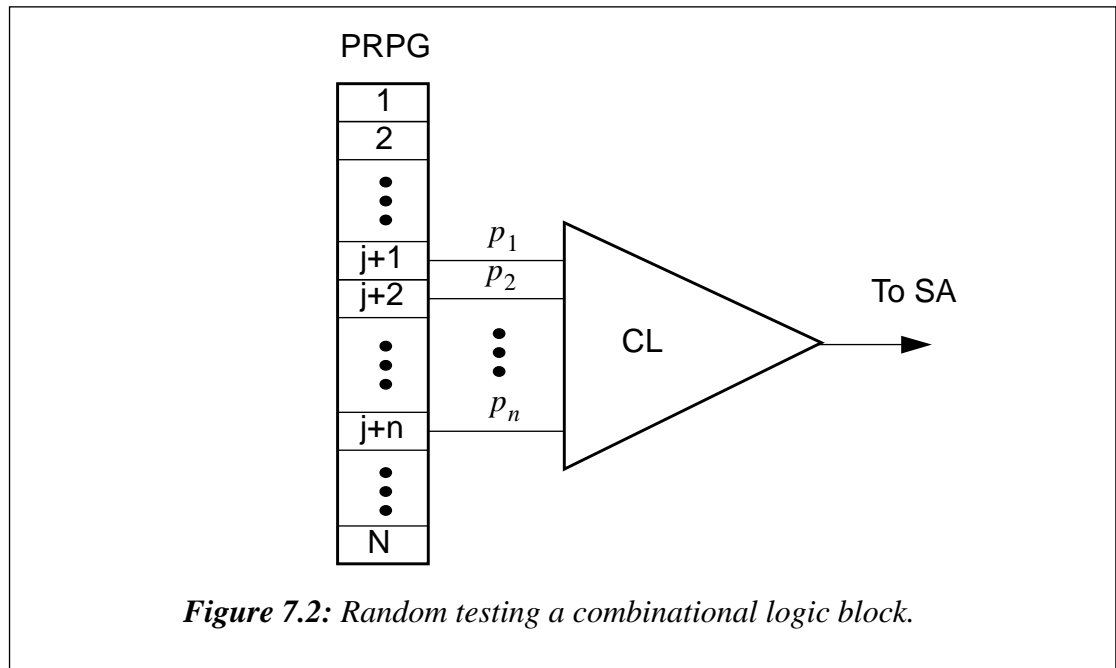 PRPG
1
2
j+1
p1
j+2
p2
To SA
CL
j+n
pn
N
Figure 7.2: Random testing a combinational logic block.